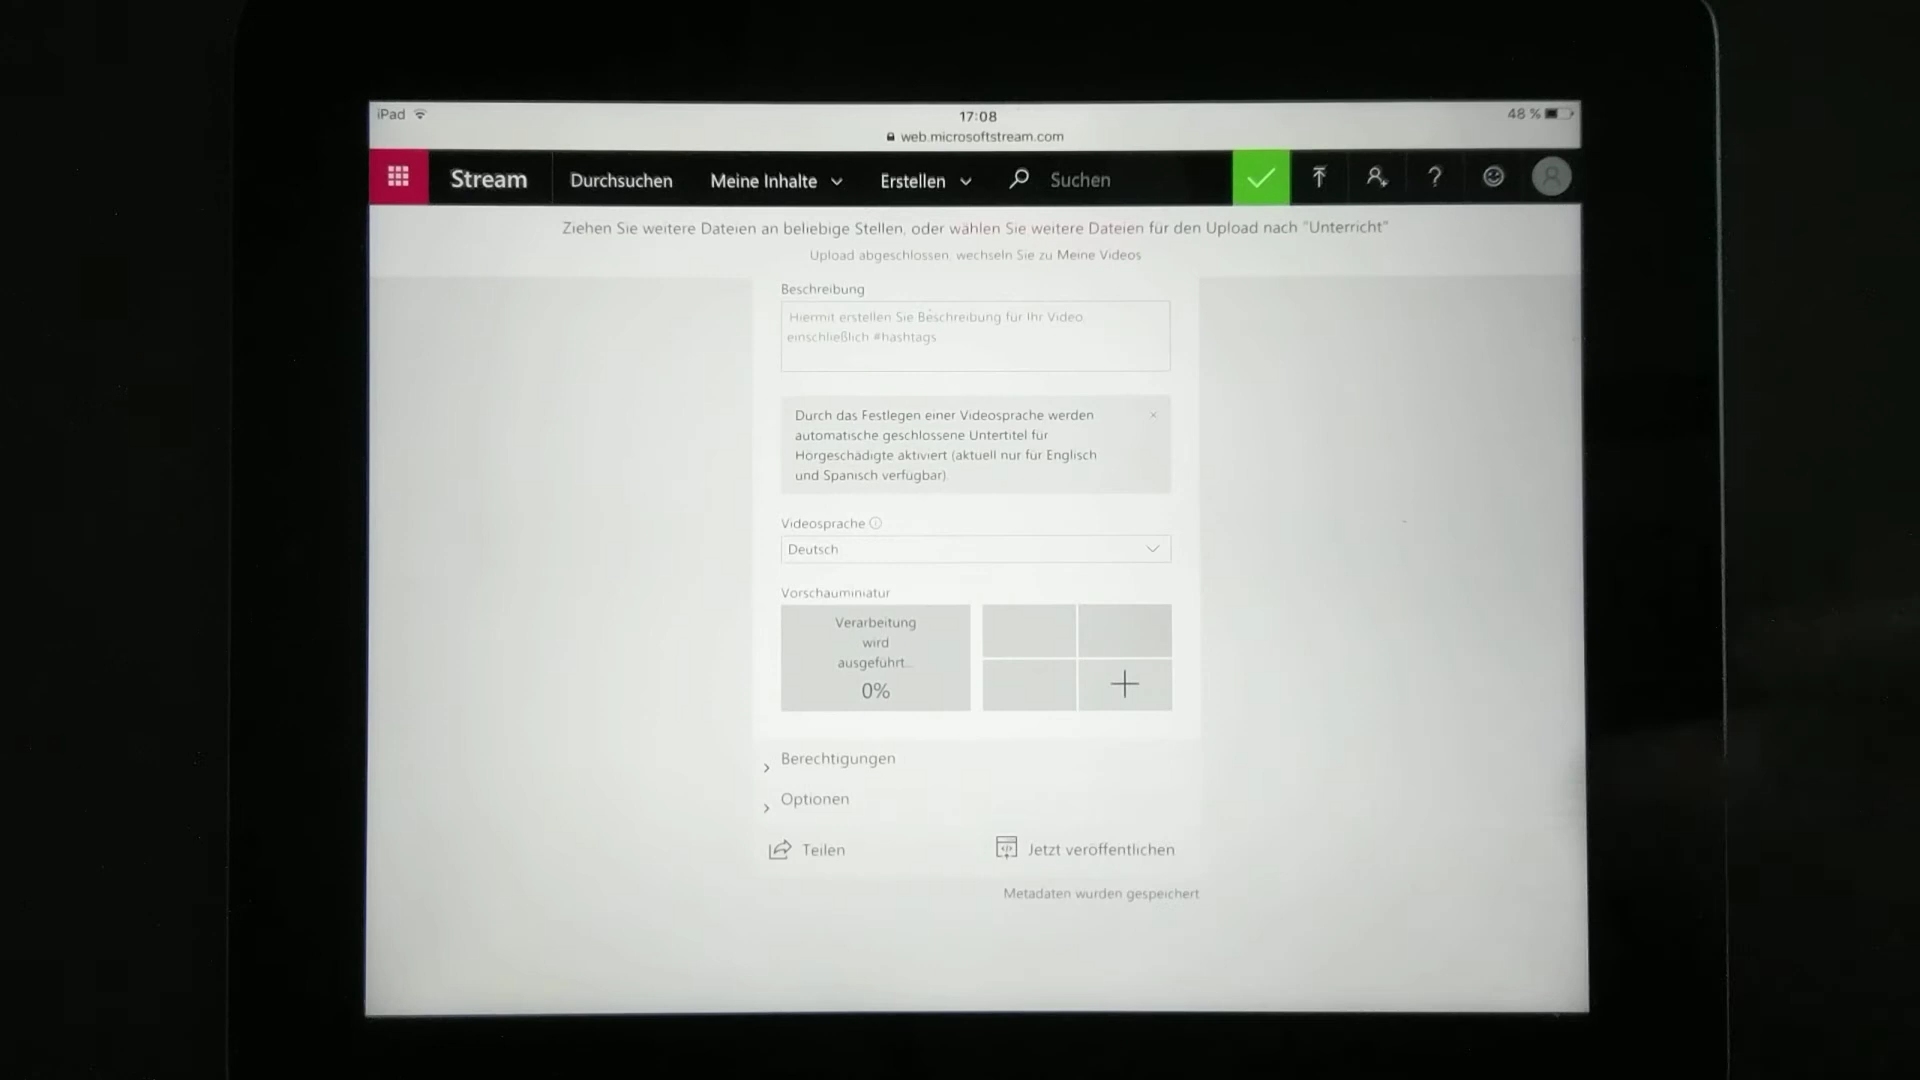 iPad
17:08
48 %
web.microsoftstream.com
Stream
Durchsuchen
Meine Inhalte
Erstellen
Suchen
?
Ziehen Sie weitere Dateien an beliebige Stellen, oder wählen Sie weitere Dateien für den Upload nach "Unterricht"
Upload abgeschlossen, wechseln Sie zu Meine Videos
Beschreibung
Hiermit erstellen Sie Beschreibung für Ihr Video,
einschließlich #hashtags
Durch das Festlegen einer Videosprache werden
automatische geschlossene Untertitel für
Hörgeschädigte aktiviert (aktuell nur für Englisch
und Spanisch verfügbar).
Videosprache
Deutsch
Vorschauminiatur
Verarbeitung
wird
ausgeführt...
0%
Berechtigungen
Optionen
Teilen
Jetzt veröffentlichen
Metadaten wurden gespeichert